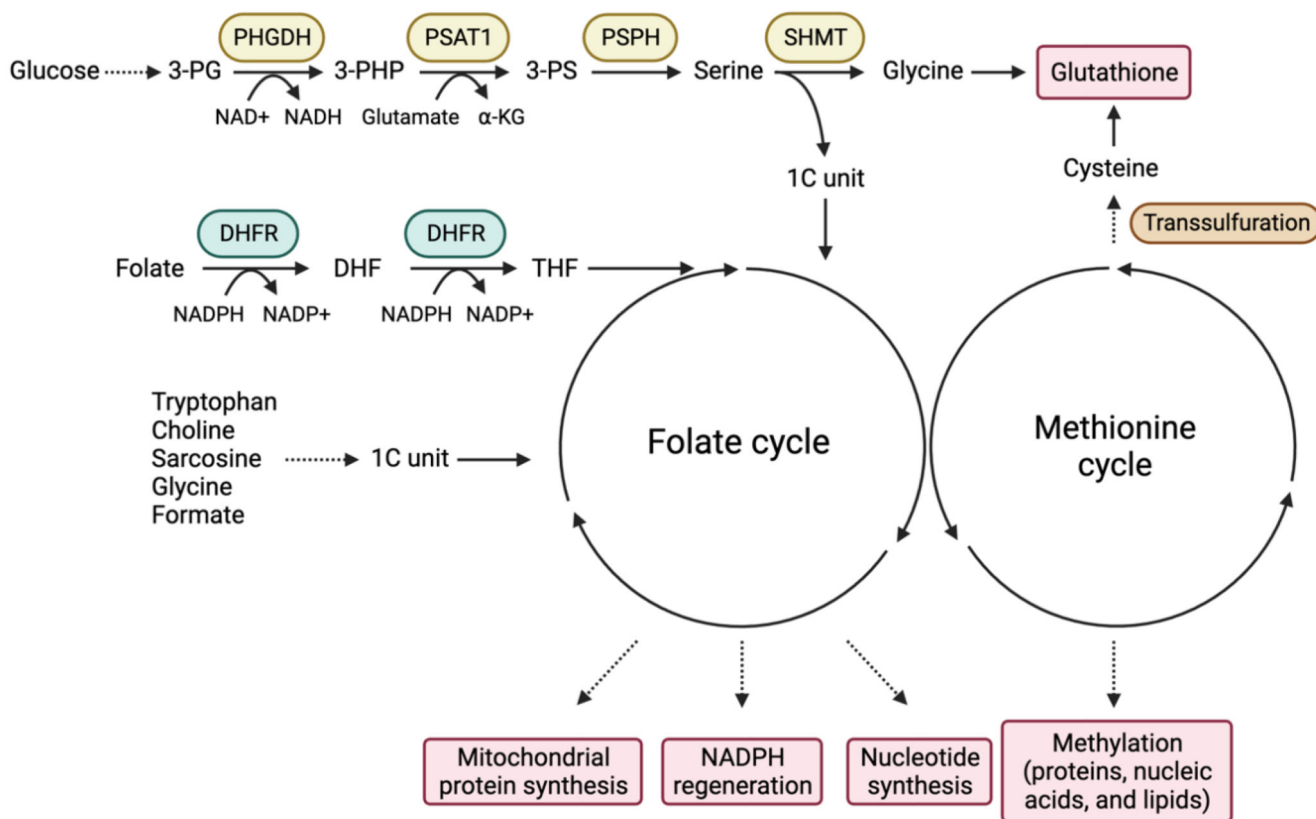 PHGDH PSAT1 PSPH SHMT
Glucose 3-PG 3-PHP 3-PS Serine Glycine Glutathione
NAD+ NADH Glutamate α-KG
1C unit
Cysteine
Transsulfuration
DHFR DHFR
Folate DHF THF
NADPH NADP+ NADPH NADP+
Tryptophan
Choline
Sarcosine
Glycine
Formate
1C unit
Folate cycle
Methionine
cycle
Mitochondrial
protein synthesis
NADPH
regeneration
Nucleotide
synthesis
Methylation
(proteins, nucleic
acids, and lipids)